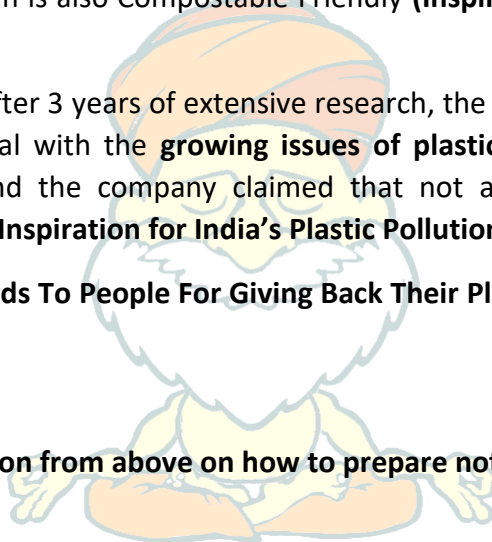 is also Compostable Friendly (Inspi
fter 3 years of extensive research, the
al with the growing issues of plastic
nd the company claimed that not a
Inspiration for India's Plastic Pollution
ds To People For Giving Back Their Pl
on from above on how to prepare not